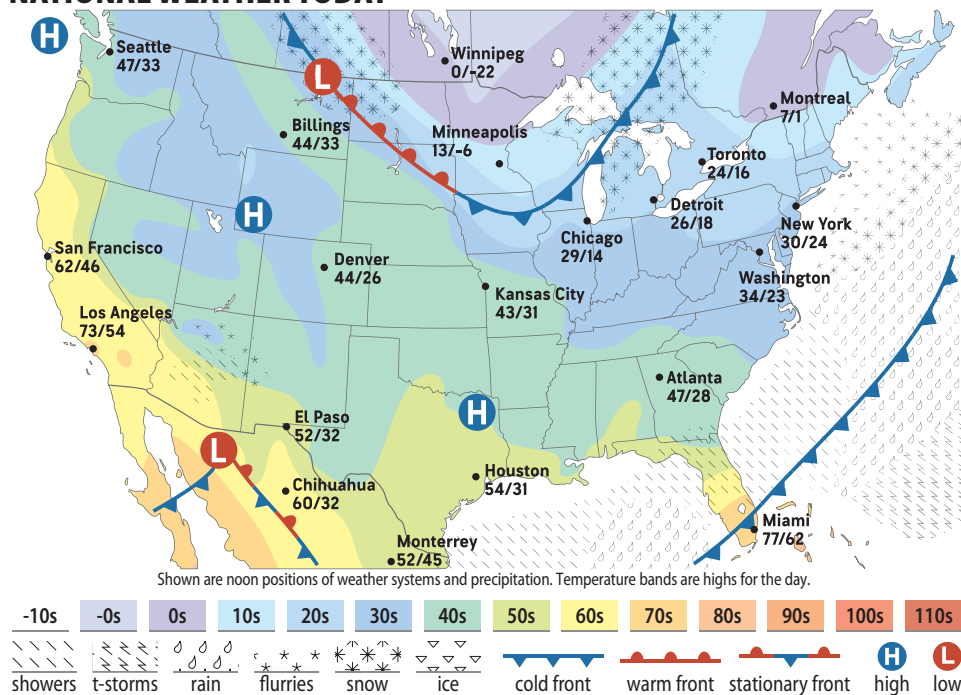 NATIONAL WEATHER TODAY
H
Seattle
47/33
L
Winnipeg
0/-22
Montreal
7/1
Billings
44/33
Minneapolis
13/-6
Toronto
24/16
H
Detroit
26/18
New York
30/24
Chicago
29/14
San Francisco
62/46
Denver
44/26
Washington
34/23
Kansas City
43/31
Los Angeles
73/54
Atlanta
47/28
H
El Paso
52/32
L
Houston
54/31
Chihuahua
60/32
Miami
77/62
Monterrey
52/45
Shown are noon positions of weather systems and precipitation. Temperature bands are highs for the day.
-10s -0s 0s 10s 20s 30s 40s 50s 60s 70s 80s 90s 100s 110s
H L
showers t-storms rain flurries snow ice cold front warm front stationary front high low